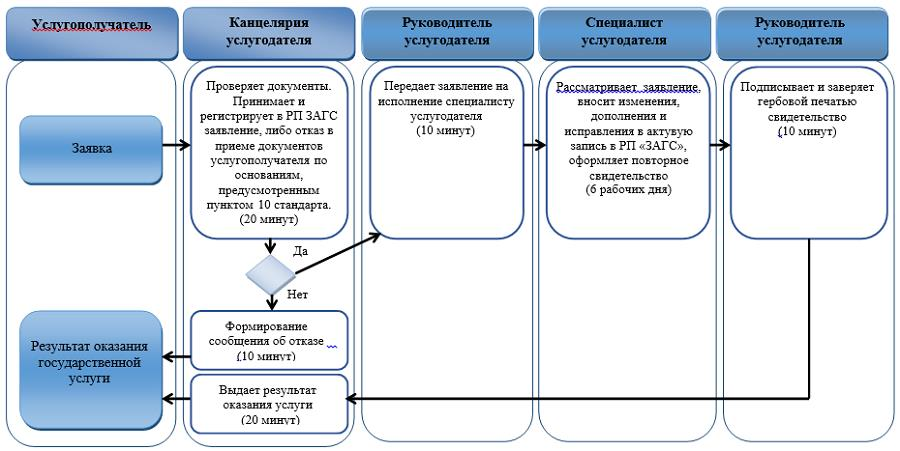 Услугополучатель
Канцелярия
услугодателя
Руководитель
услугодателя
Специалист
услугодателя
Руководитель
услугодателя
Заявка
Проверяет документы.
Принимает и
регистрирует в РП ЗАГС
заявление, либо отказ в
приеме документов
услугополучателя по
основаниям,
предусмотренным
пунктом 10 стандарта.
(20 минут)
Передает заявление на
исполнение специалисту
услугодателя
(10 минут)
Рассматривает заявление,
вносит изменения,
дополнения и
исправления в актувую
запись в РП «ЗАГС»,
оформляет повторное
свидетельство
(6 рабочих дня)
Подписывает и заверяет
гербовой печатью
свидетельство
(10 минут)
Да
Нет
Результат оказания
государственной
услуги
Формирование
сообщения об отказе
(10 минут)
Выдает результат
оказания услуги
(20 минут)